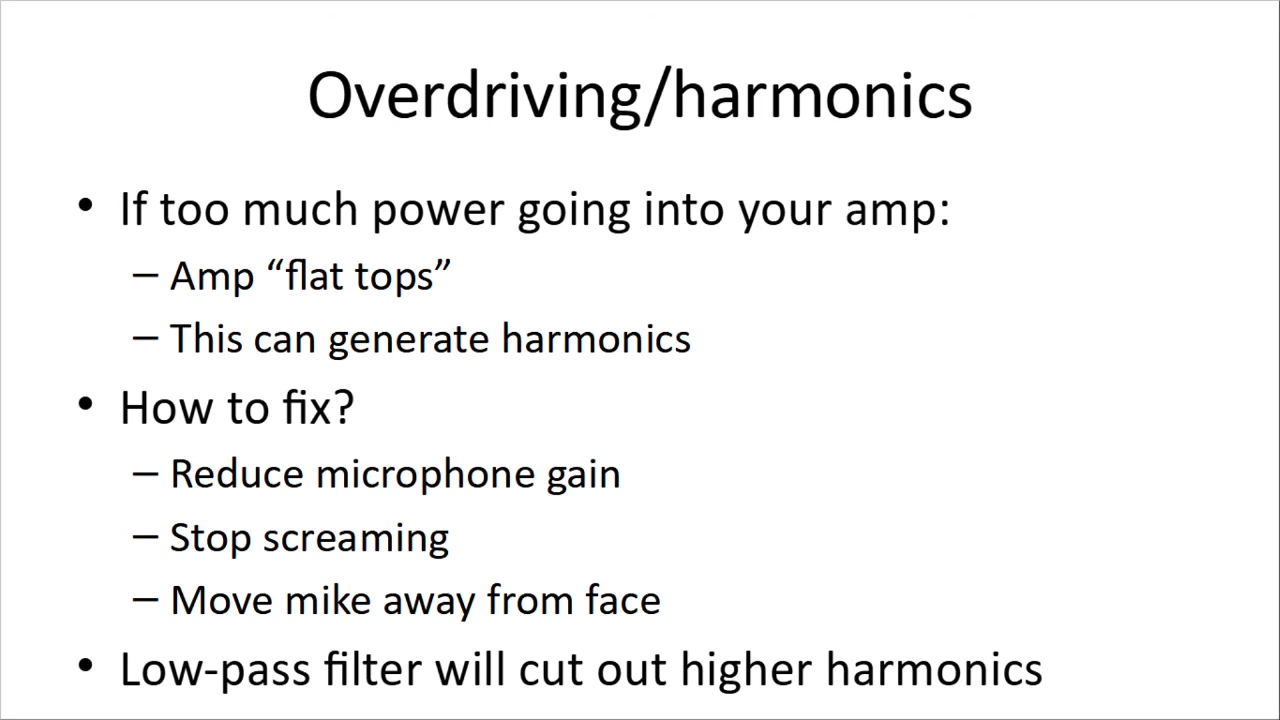 Overdriving/harmonics
• If too much power going into your amp:
– Amp “flat tops”
– This can generate harmonics
• How to fix?
– Reduce microphone gain
– Stop screaming
– Move mike away from face
• Low-pass filter will cut out higher harmonics